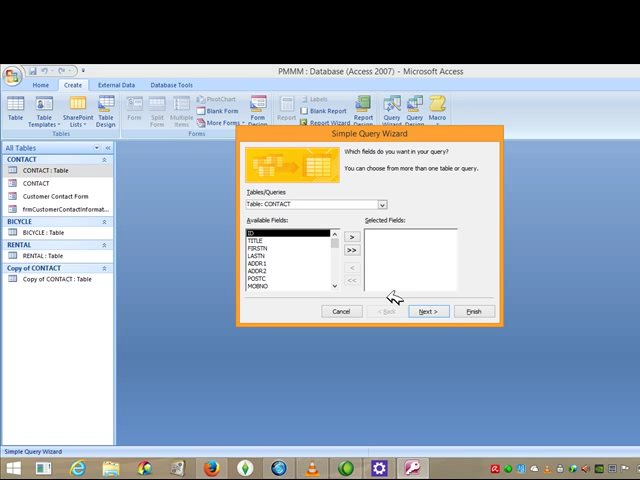 PMMM : Database (Access 2007) - Microsoft Access
Home Create External Data Database Tools
Table
Table Templates
SharePoint Lists
Table Design
Tables
Form
Split Form
Multiple Items
PivotChart
Blank Form
More Forms
Form Design
Forms
Report
Labels
Blank Report
Report Wizard
Report Design
Query Wizard
Query Design
Macro
All Tables
CONTACT
CONTACT : Table
CONTACT
Customer Contact Form
frmCustomerContactInformat...
BICYCLE
BICYCLE : Table
RENTAL
RENTAL : Table
Copy of CONTACT
Copy of CONTACT : Table
Simple Query Wizard
Which fields do you want in your query?
You can choose from more than one table or query.
Tables/Queries
Table: CONTACT
Available Fields: Selected Fields:
ID
TITLE
FIRSTN
LASTN
ADDR1
ADDR2
POSTC
MOBNO
>
>>
<
<<
Cancel < Back Next > Finish
Simple Query Wizard